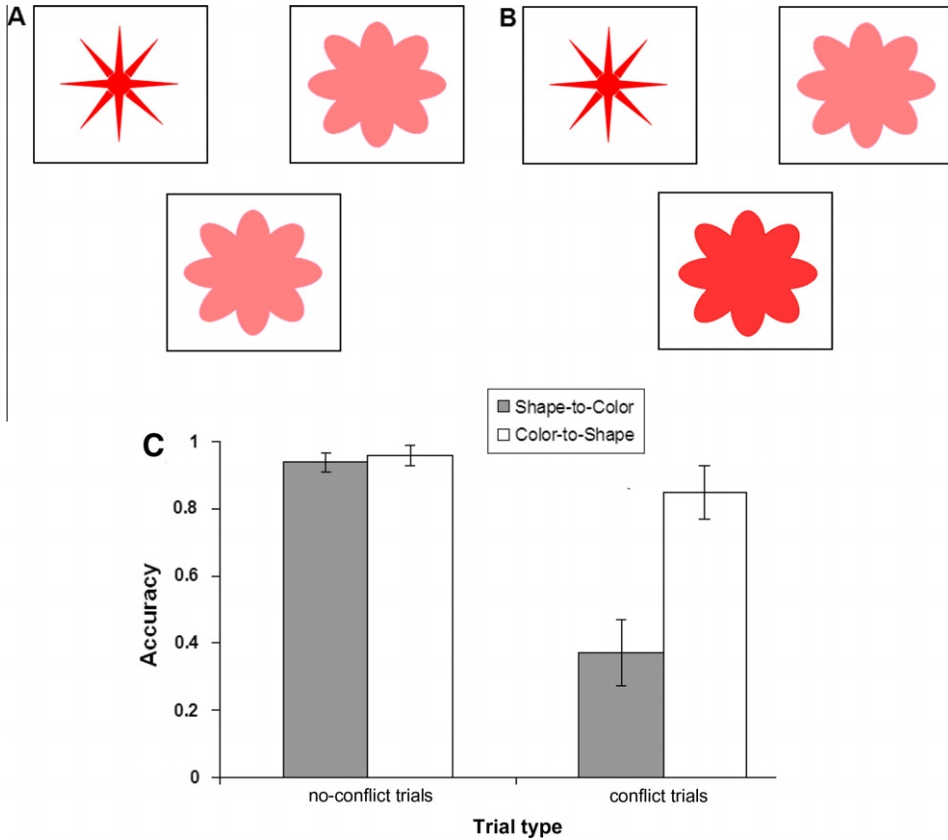 A
B
Shape-to-Color
Color-to-Shape
C
1
0.8
0.6
0.4
0.2
0
Accuracy
no-conflict trials
conflict trials
Trial type